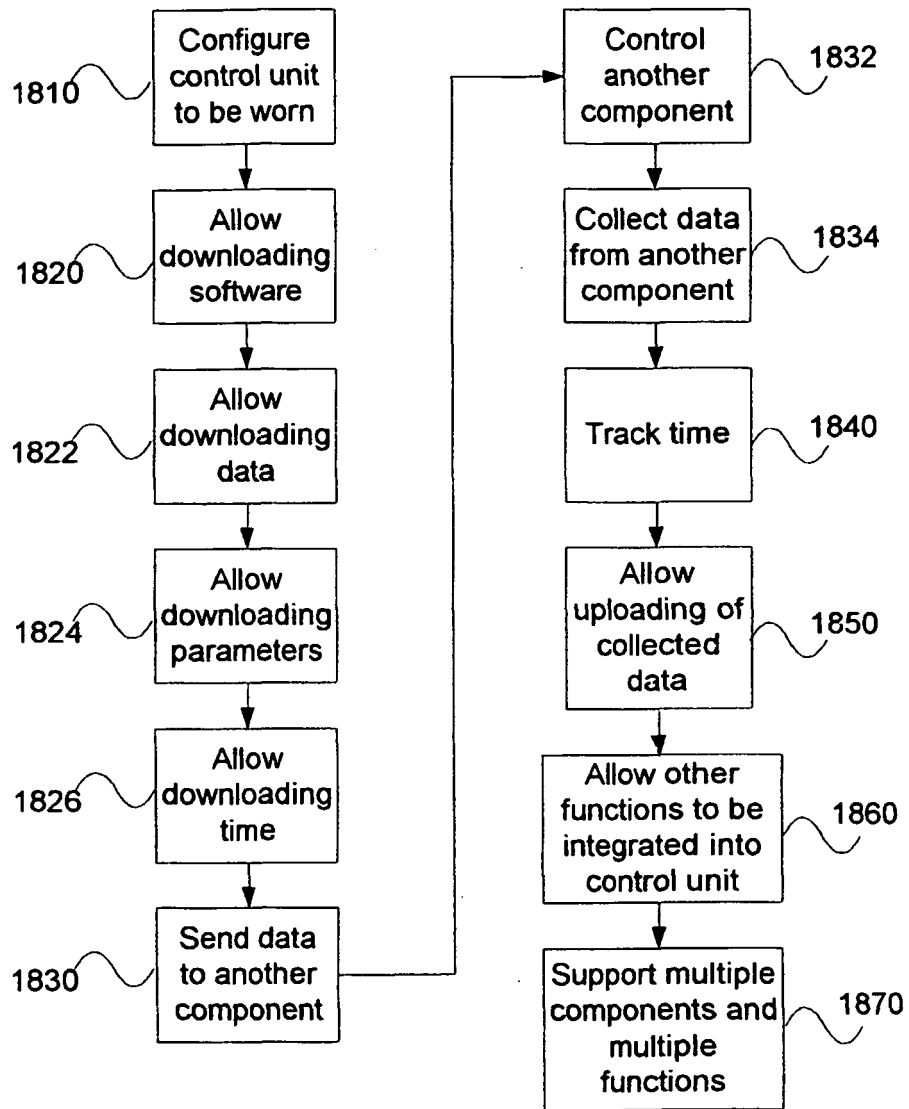 Configure
control unit
to be worn
1810
Allow
downloading
software
1820
Allow
downloading
data
1822
Allow
downloading
parameters
1824
Allow
downloading
time
1826
Send data
to another
component
1830
Control
another
component
1832
Collect data
from another
component
1834
Track time
1840
Allow
uploading of
collected
data
1850
Allow other
functions to be
integrated into
control unit
1860
Support multiple
components and
multiple
functions
1870